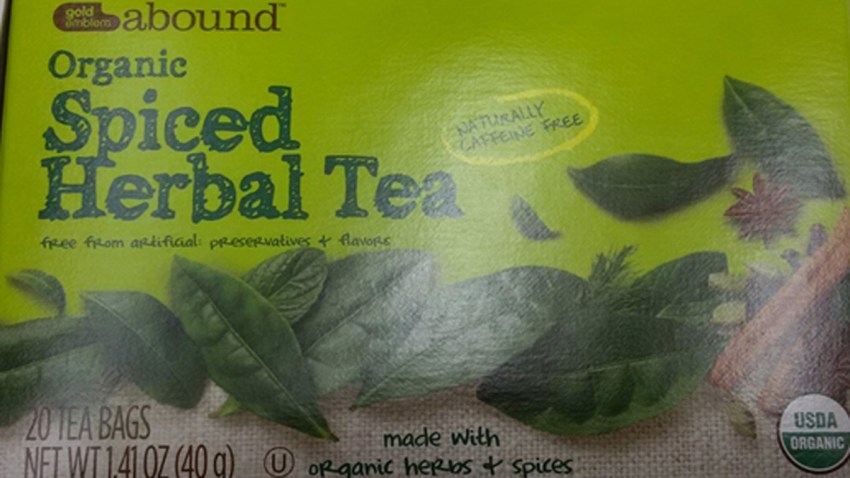 gold
emblem
abound™
Organic
Spiced
Herbal Tea
NATURALLY
CAFFEINE FREE
free from artificial: preservatives + flavors
20 TEA BAGS
NET WT 1.41 OZ (40 g)
U
made with
organic herbs + spices
USDA
ORGANIC